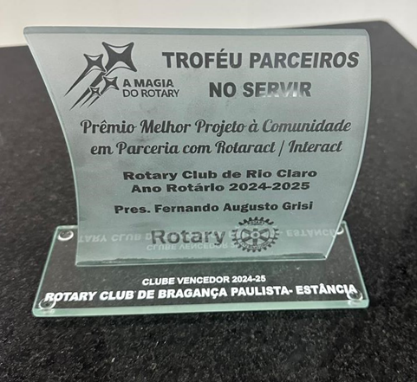 TROFÉU PARCEIROS
NO SERVIR
A MAGIA
DO ROTARY
Prêmio Melhor Projeto à Comunidade
em Parceria com Rotaract / Interact
Rotary Club de Rio Claro
Ano Rotário 2024-2025
Pres. Fernando Augusto Grisi
Rotary
CLUBE VENCEDOR 2024-25
ROTARY CLUB DE BRAGANÇA PAULISTA- ESTÂNCIA